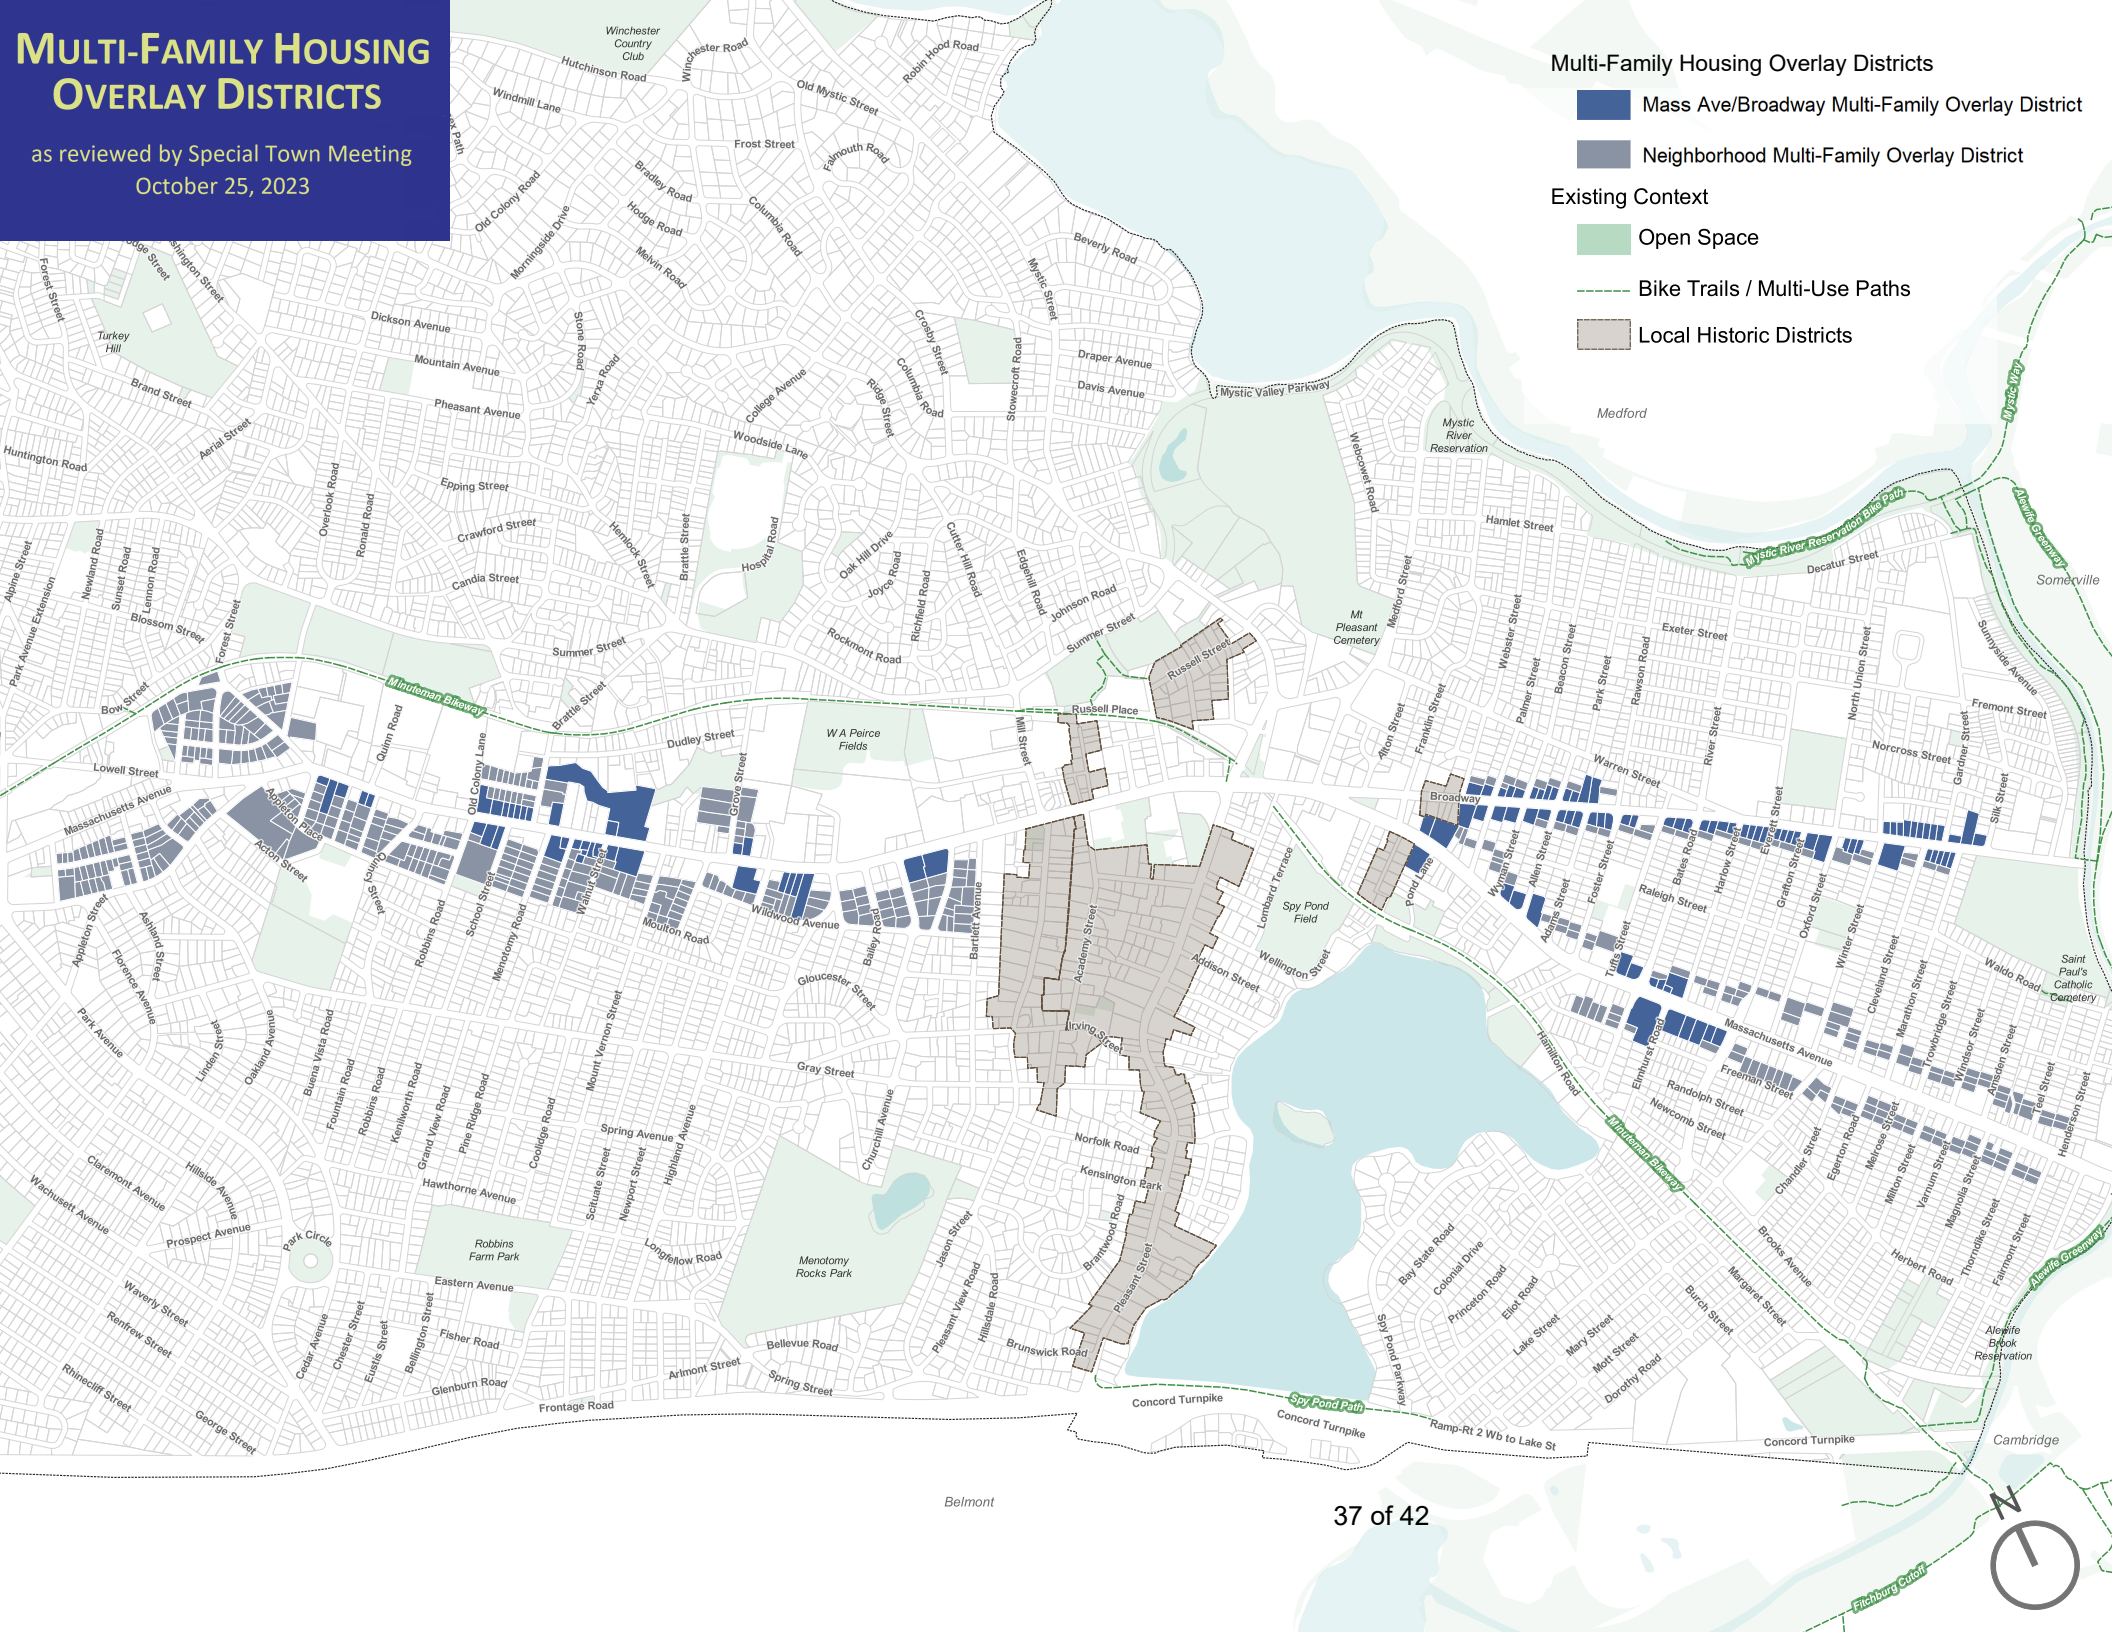 MULTI-FAMILY HOUSING
OVERLAY DISTRICTS
as reviewed by Special Town Meeting
October 25, 2023
Multi-Family Housing Overlay Districts
Mass Ave/Broadway Multi-Family Overlay District
Neighborhood Multi-Family Overlay District
Existing Context
Open Space
Bike Trails / Multi-Use Paths
Local Historic Districts
Winchester
Country
Club
Hutchinson Road
Winchester Road
Robin Hood Road
Windmill Lane
Old Mystic Street
Frost Street
Falmouth Road
Bradley Road
Old Colony Road
Hodge Road
Columbia Road
Morningside Drive
Melvin Road
Beverly Road
Mystic Street
Forest Street
Turkey
Hill
Dickson Avenue
Stone Road
Mountain Avenue
Yerxa Road
Crosby Street
Stowecroft Road
Draper Avenue
Davis Avenue
Mystic Valley Parkway
Brand Street
Pheasant Avenue
College Avenue
Ridge Street
Columbia Road
Medford
Mystic Way
Mystic
River
Reservation
Webcowet Road
Aerial Street
Huntington Road
Woodside Lane
Overlook Road
Ronald Road
Epping Street
Crawford Street
Hemlock Street
Brattle Street
Hospital Road
Oak Hill Drive
Joyce Road
Cutter Hill Road
Edgehill Road
Hamlet Street
Mystic River Reservation Bike Path
Alewife Greenway
Decatur Street
Somerville
Alpine Street
Park Avenue Extension
Newland Road
Sunset Road
Lennon Road
Blossom Street
Forest Street
Candia Street
Richfield Road
Johnson Road
Summer Street
Rockmont Road
Mt
Pleasant
Cemetery
Medford Street
Webster Street
Palmer Street
Beacon Street
Park Street
Rawson Road
Exeter Street
North Union Street
Sunnyside Avenue
Summer Street
Russell Street
Minuteman Bikeway
Bow Street
Brattle Street
Russell Place
Mill Street
Alton Street
Franklin Street
River Street
Fremont Street
Quinn Road
Old Colony Lane
Dudley Street
W A Peirce
Fields
Norcross Street
Gardner Street
Lowell Street
Massachusetts Avenue
Grove Street
Warren Street
Broadway
Everett Street
Silk Street
Appleton Place
Acton Street
Quincy Street
School Street
Walnut Street
Lombard Terrace
Pond Lane
Wyman Street
Allen Street
Foster Street
Bates Road
Harlow Street
Grafton Street
Raleigh Street
Oxford Street
Appleton Street
Ashland Street
Robbins Road
Menotomy Road
Moulton Road
Wildwood Avenue
Bailey Road
Bartlett Avenue
Academy Street
Spy Pond
Field
Adams Street
Tufts Street
Winter Street
Florence Avenue
Gloucester Street
Addison Street
Wellington Street
Cleveland Street
Marathon Street
Waldo Road
Saint
Paul's
Catholic
Cemetery
Park Avenue
Linden Street
Oakland Avenue
Buena Vista Road
Mount Vernon Street
Irving Street
Hamilton Road
Elmhurst Road
Massachusetts Avenue
Trowbridge Street
Windsor Street
Amsden Street
Teel Street
Henderson Street
Fountain Road
Robbins Road
Kenilworth Road
Grand View Road
Pine Ridge Road
Coolidge Road
Gray Street
Churchill Avenue
Freeman Street
Randolph Street
Newcomb Street
Spring Avenue
Highland Avenue
Norfolk Road
Kensington Park
Minuteman Bikeway
Chandler Street
Egerton Road
Melrose Street
Milton Street
Varnum Street
Magnolia Street
Claremont Avenue
Hillside Avenue
Wachusett Avenue
Hawthorne Avenue
Scituate Street
Newport Street
Prospect Avenue
Park Circle
Robbins
Farm Park
Longfellow Road
Menotomy
Rocks Park
Jason Street
Brantwood Road
Pleasant Street
Bay State Road
Colonial Drive
Princeton Road
Eliot Road
Brooks Avenue
Herbert Road
Thorndike Street
Fairmont Street
Alewife Greenway
Waverly Street
Eastern Avenue
Pleasant View Road
Hillsdale Road
Margaret Street
Burch Street
Renfrew Street
Cedar Avenue
Chester Street
Eustis Street
Bellington Street
Fisher Road
Bellevue Road
Brunswick Road
Spy Pond Parkway
Lake Street
Mary Street
Mott Street
Dorothy Road
Alewife
Brook
Reservation
Rhinecliff Street
Glenburn Road
Arlmont Street
Spring Street
George Street
Frontage Road
Concord Turnpike
Spy Pond Path
Concord Turnpike
Ramp-Rt 2 Wb to Lake St
Concord Turnpike
Cambridge
Belmont
37 of 42
N
Fitchburg Cutoff